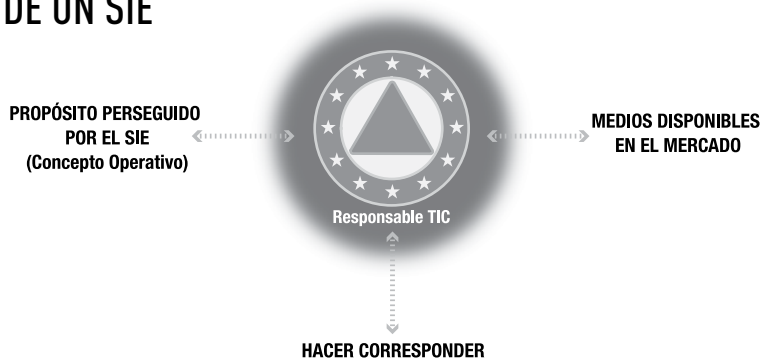 DE UN SIE
PROPÓSITO PERSEGUIDO
POR EL SIE
(Concepto Operativo)
MEDIOS DISPONIBLES
EN EL MERCADO
Responsable TIC
HACER CORRESPONDER